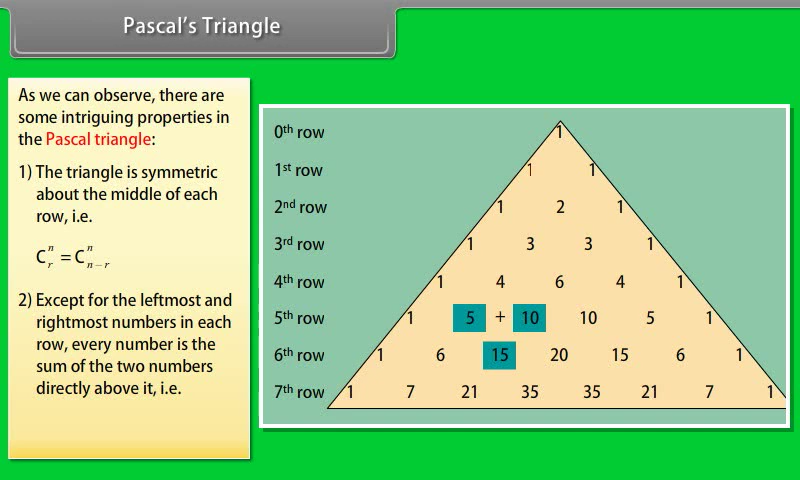 Pascal's Triangle
As we can observe, there are
some intriguing properties in
the Pascal triangle:
1) The triangle is symmetric
about the middle of each
row, i.e.
C^n_r = C^n_{n-r}
2) Except for the leftmost and
rightmost numbers in each
row, every number is the
sum of the two numbers
directly above it, i.e.
0th row 1
1st row 1 1
2nd row 1 2 1
3rd row 1 3 3 1
4th row 1 4 6 4 1
5th row 1 5 + 10 10 5 1
6th row 1 6 15 20 15 6 1
7th row 1 7 21 35 35 21 7 1